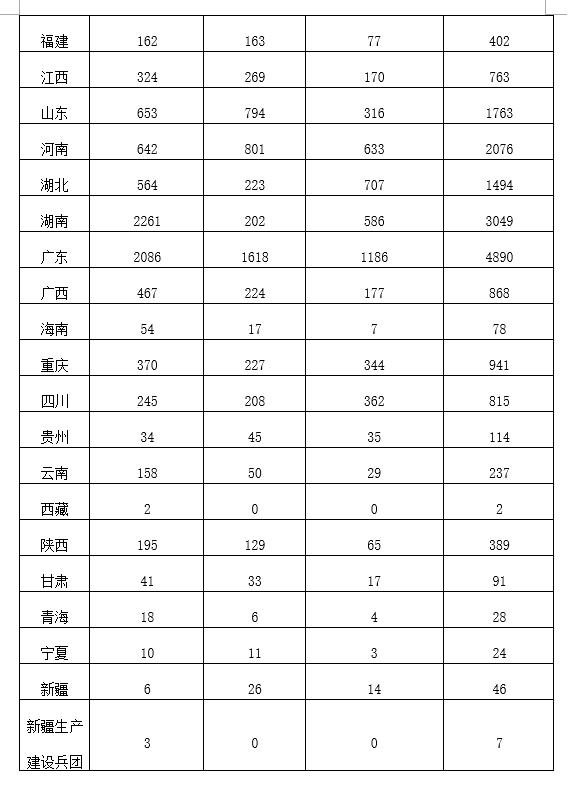 福建 162 163 77 402
江西 324 269 170 763
山东 653 794 316 1763
河南 642 801 633 2076
湖北 564 223 707 1494
湖南 2261 202 586 3049
广东 2086 1618 1186 4890
广西 467 224 177 868
海南 54 17 7 78
重庆 370 227 344 941
四川 245 208 362 815
贵州 34 45 35 114
云南 158 50 29 237
西藏 2 0 0 2
陕西 195 129 65 389
甘肃 41 33 17 91
青海 18 6 4 28
宁夏 10 11 3 24
新疆 6 26 14 46
新疆生产
建设兵团 3 0 0 7